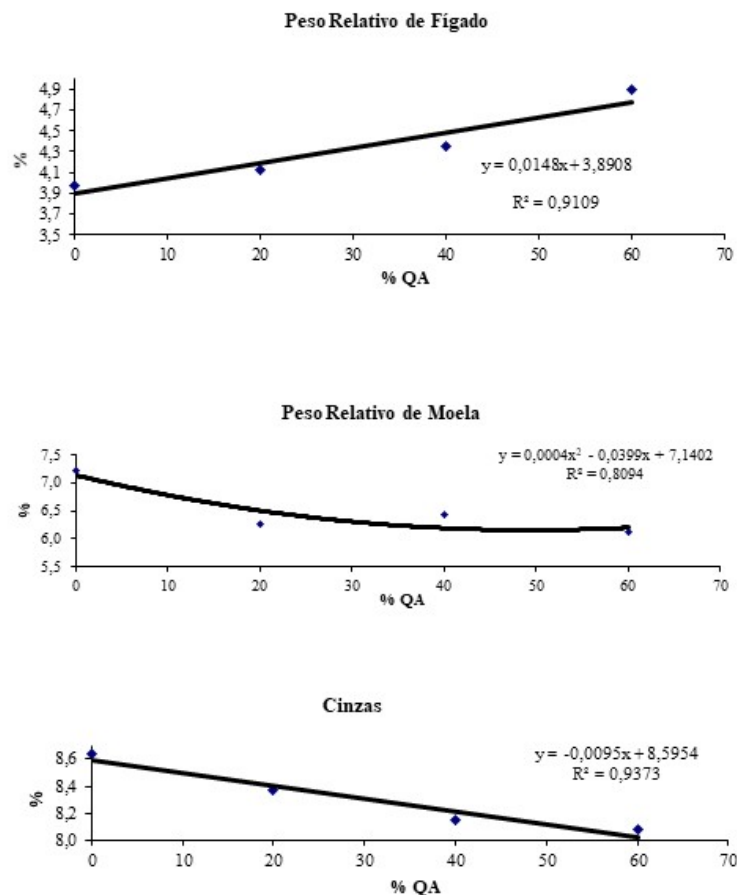 Peso Relativo de Fígado
%
4,9
4,7
4,5
4,3
4,1
3,9
3,7
3,5
y = 0,0148x+3,8908
R² = 0,9109
0 10 20 30 40 50 60 70
% QA
Peso Relativo de Moela
%
7,5
7,0
6,5
6,0
5,5
y = 0,0004x² - 0,0399x + 7,1402
R² = 0,8094
0 10 20 30 40 50 60 70
% QA
Cinzas
%
8,6
8,4
8,2
8,0
y = -0,0095x + 8,5954
R² = 0,9373
0 10 20 30 40 50 60 70
% QA